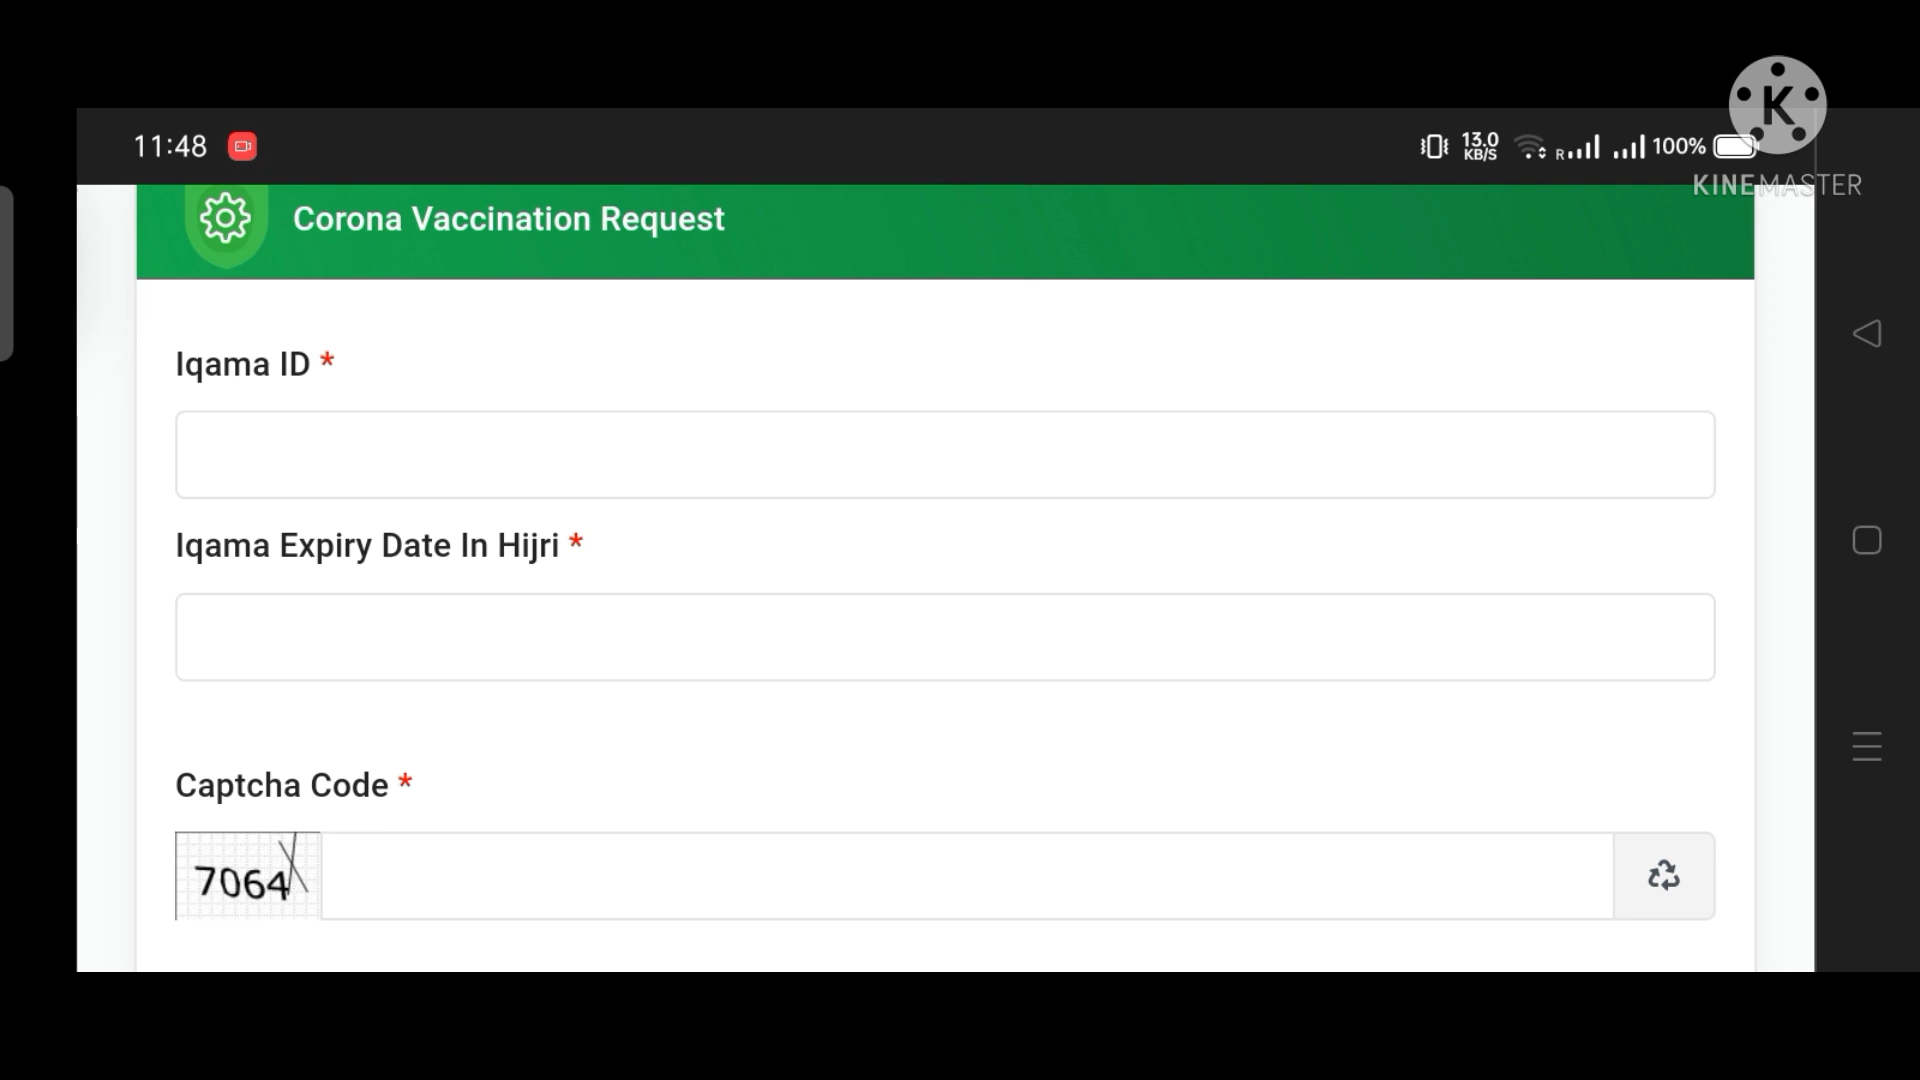 11:48
13.0
KB/S
R
100%
K
KINEMASTER
Corona Vaccination Request
Iqama ID *
Iqama Expiry Date In Hijri *
Captcha Code *
7064